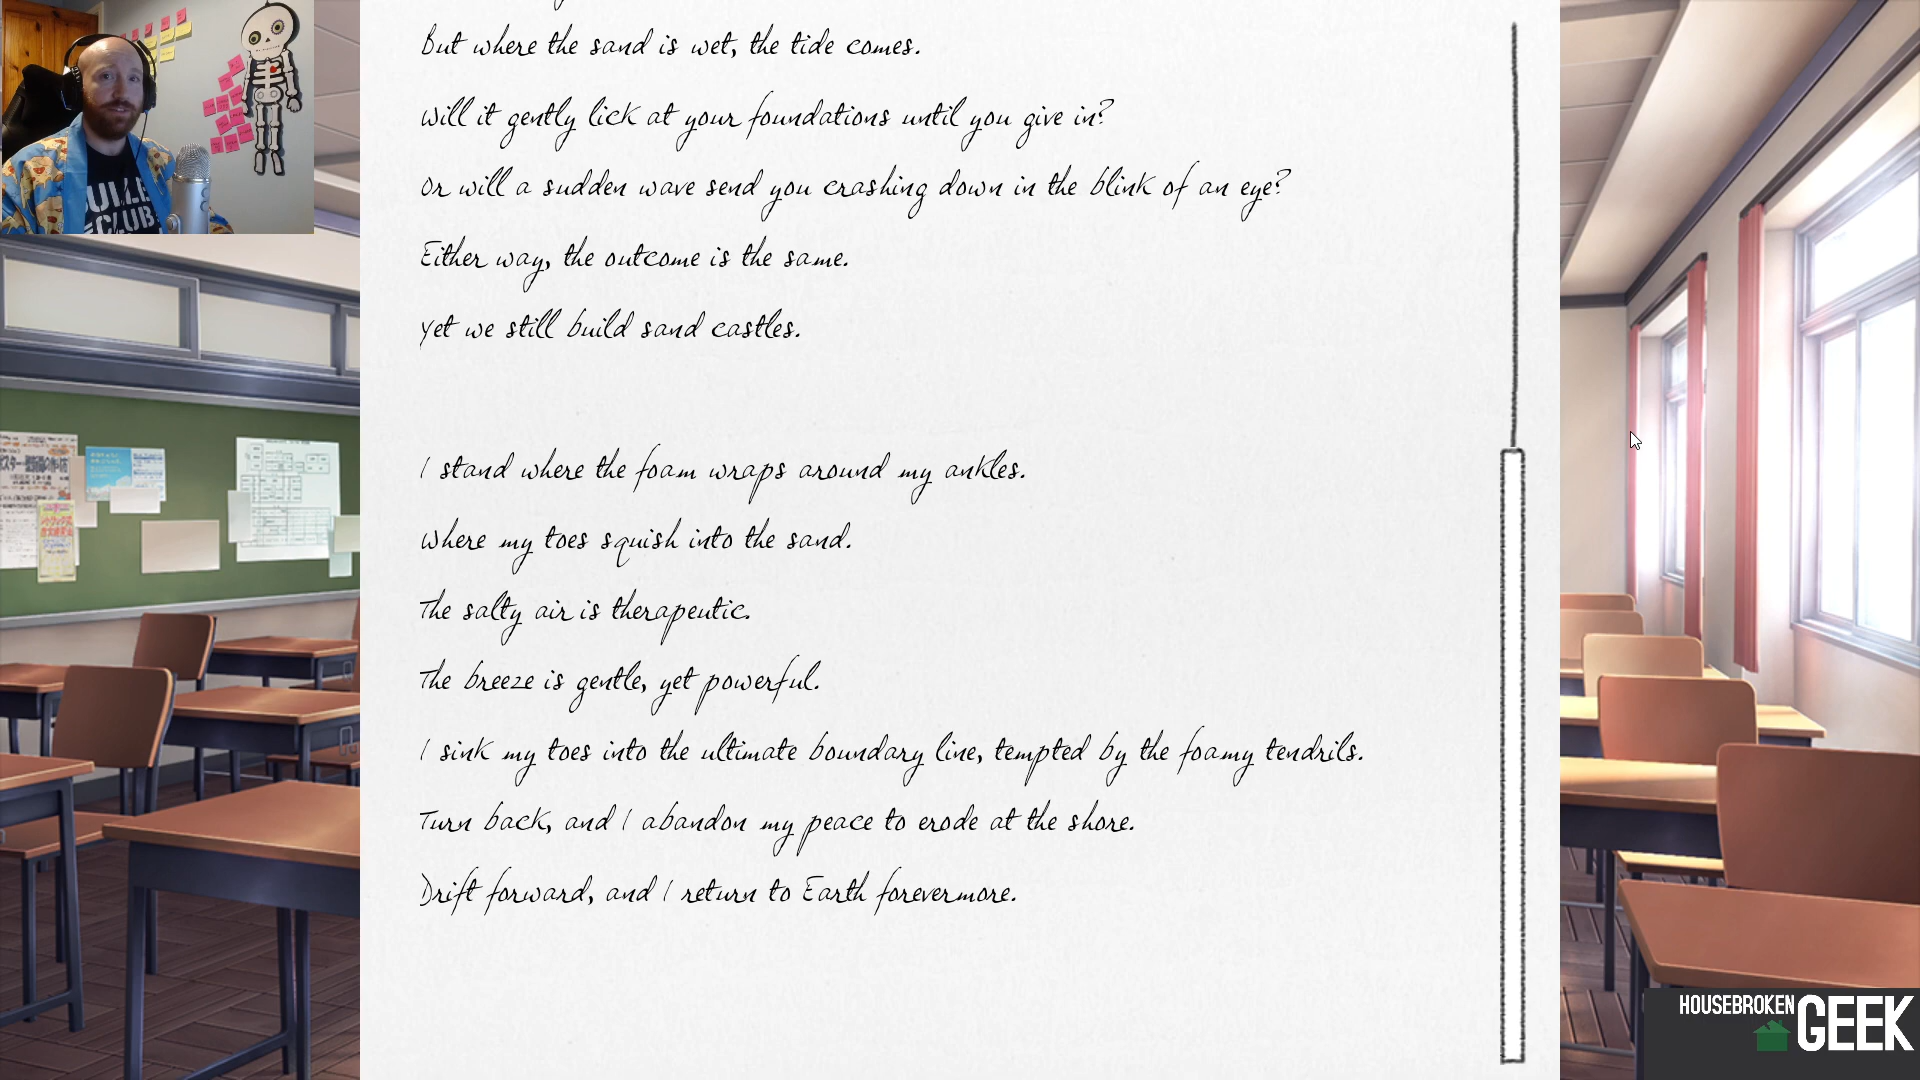 But where the sand is wet, the tide comes.
Will it gently lick at your foundations until you give in?
Or will a sudden wave send you crashing down in the blink of an eye?
Either way, the outcome is the same.
Yet we still build sand castles.
I stand where the foam wraps around my ankles.
Where my toes squish into the sand.
The salty air is therapeutic.
The breeze is gentle, yet powerful.
I sink my toes into the ultimate boundary line, tempted by the foamy tendrils.
Turn back, and I abandon my peace to erode at the shore.
Drift forward, and I return to Earth forevermore.
CLUB
HOUSEBROKEN
GEEK